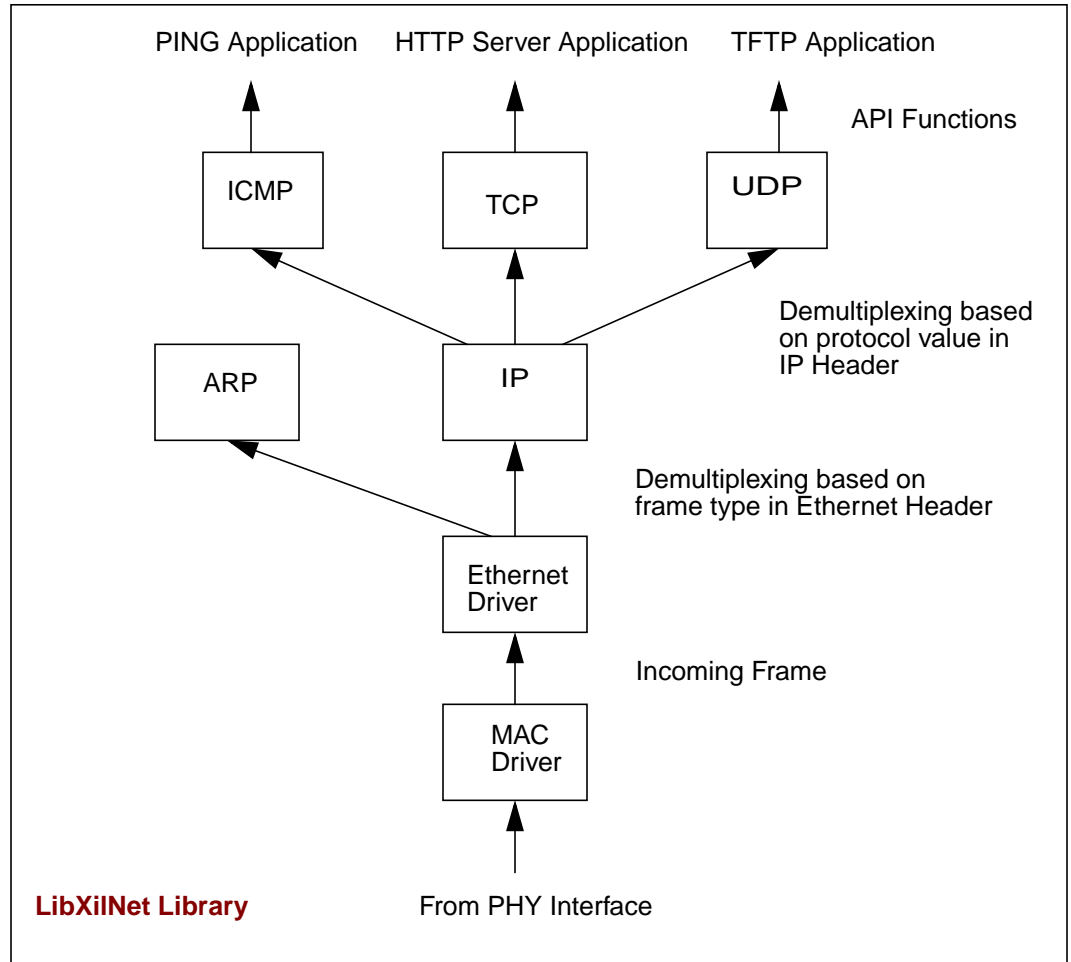 PING Application
HTTP Server Application
TFTP Application
API Functions
ICMP
TCP
UDP
Demultiplexing based
on protocol value in
IP Header
ARP
IP
Demultiplexing based on
frame type in Ethernet Header
Ethernet
Driver
Incoming Frame
MAC
Driver
LibXilNet Library
From PHY Interface